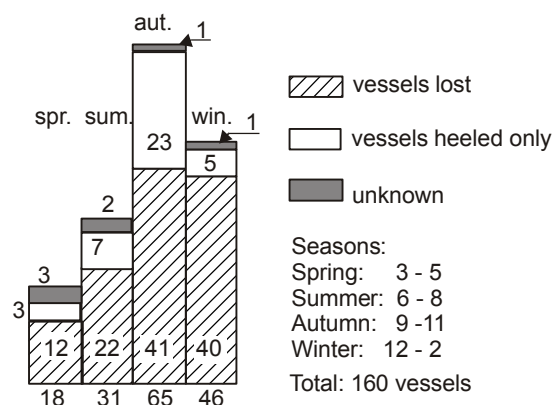 aut.
1
spr.
sum.
win.
1
23
5
2
7
3
3
12
22
41
40
18
31
65
46
vessels lost
vessels heeled only
unknown
Seasons:
Spring: 3 - 5
Summer: 6 - 8
Autumn: 9 -11
Winter: 12 - 2
Total: 160 vessels